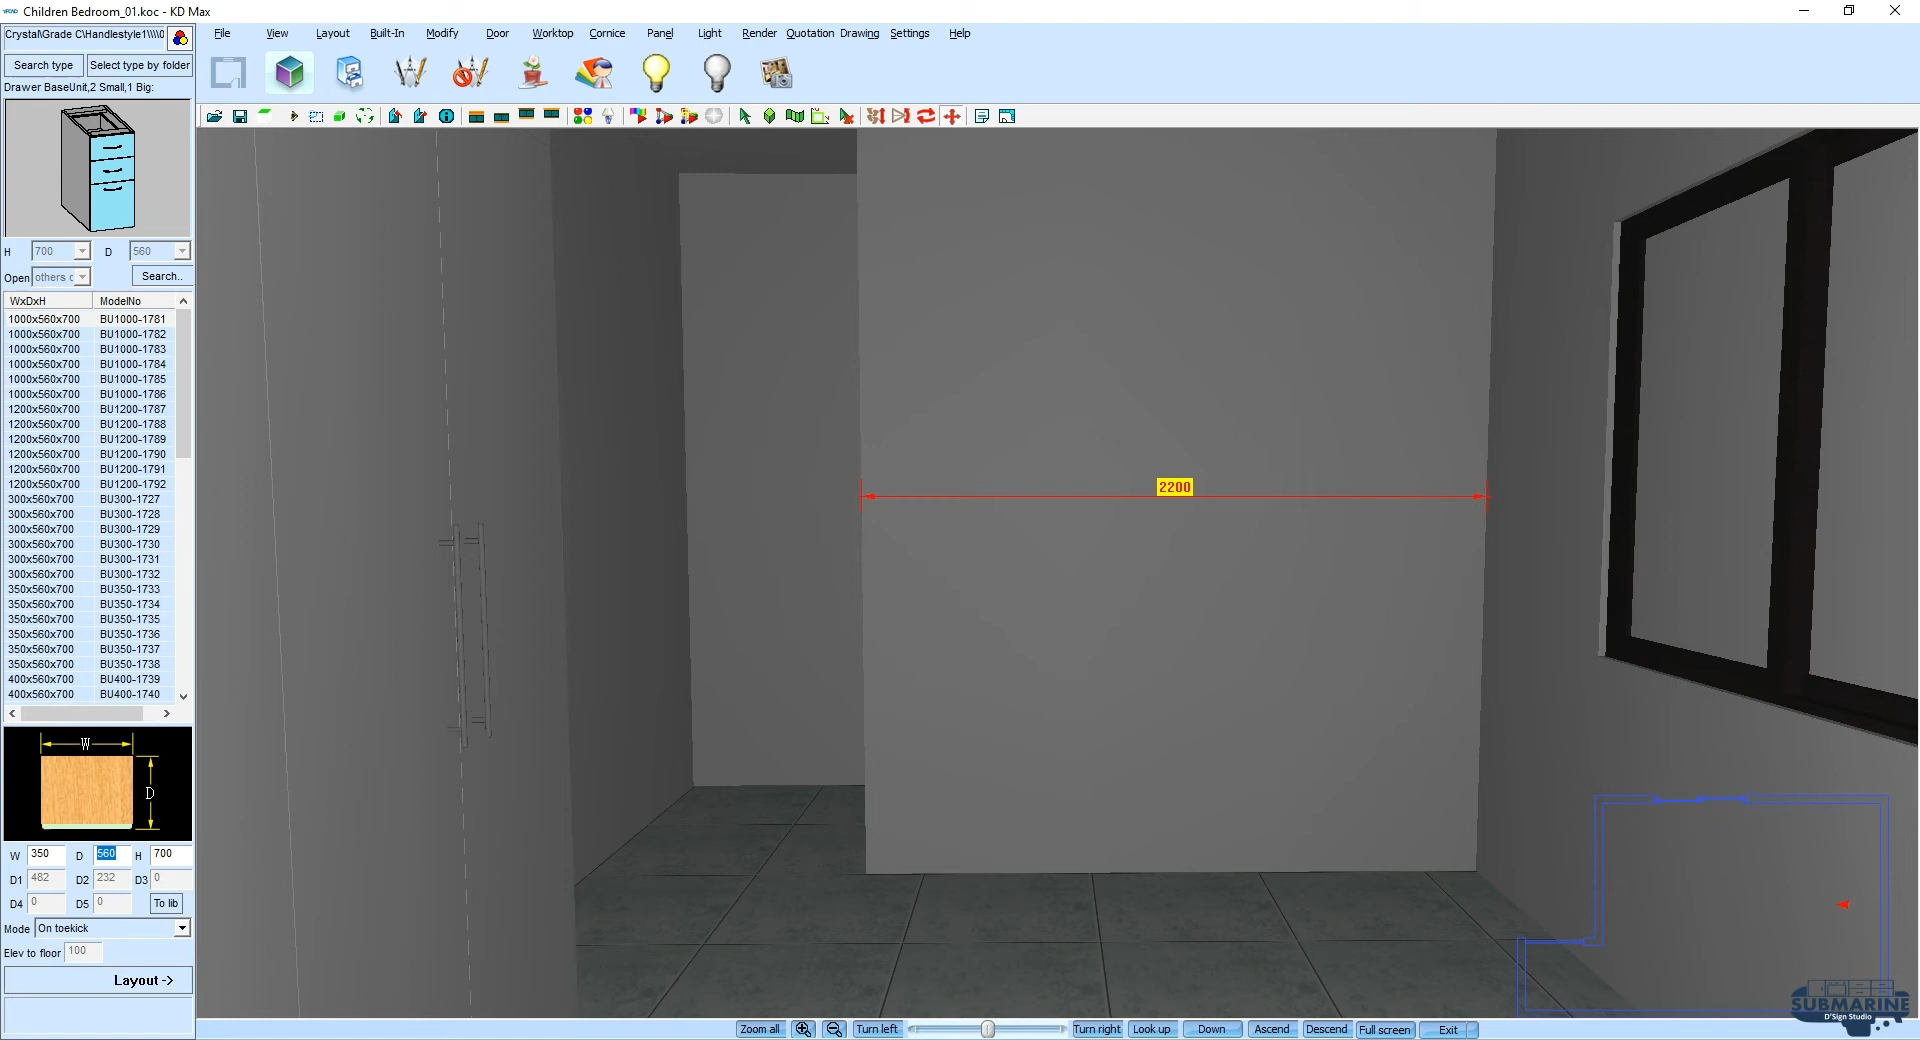 Children Bedroom_01.koc - KD Max
Crystal\Grade C\Handlestyle1\\\\0
File View Layout Built-In Modify Door Worktop Cornice Panel Light Render Quotation Drawing Settings Help
Search type Select type by folder
Drawer BaseUnit,2 Small,1 Big:
H 700 D 560
Open others c Search..
WxDxH ModelNo
1000x560x700 BU1000-1781
1000x560x700 BU1000-1782
1000x560x700 BU1000-1783
1000x560x700 BU1000-1784
1000x560x700 BU1000-1785
1000x560x700 BU1000-1786
1200x560x700 BU1200-1787
1200x560x700 BU1200-1788
1200x560x700 BU1200-1789
1200x560x700 BU1200-1790
1200x560x700 BU1200-1791
1200x560x700 BU1200-1792
300x560x700 BU300-1727
300x560x700 BU300-1728
300x560x700 BU300-1729
300x560x700 BU300-1730
300x560x700 BU300-1731
300x560x700 BU300-1732
350x560x700 BU350-1733
350x560x700 BU350-1734
350x560x700 BU350-1735
350x560x700 BU350-1736
350x560x700 BU350-1737
350x560x700 BU350-1738
400x560x700 BU400-1739
400x560x700 BU400-1740
W
D
W 350 D 560 H 700
D1 482 D2 232 D3 0
D4 0 D5 0 To lib
Mode On toekick
Elev to floor 100
Layout ->
2200
SUBMARINE
D'Sign Studio
Zoom all Turn left Turn right Look up Down Ascend Descend Full screen Exit